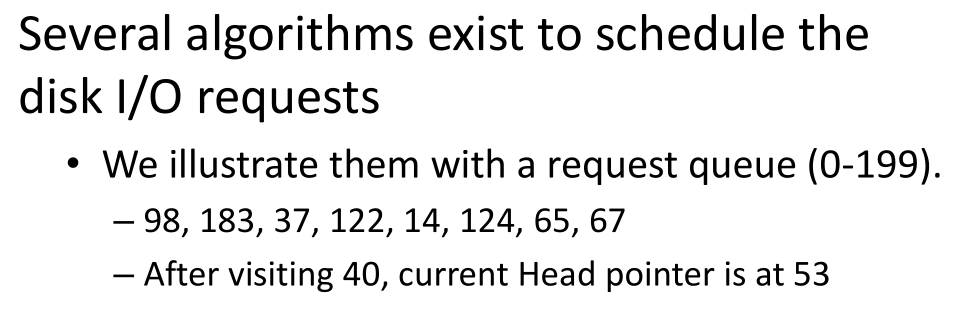 Several algorithms exist to schedule the
disk I/O requests
• We illustrate them with a request queue (0-199).
– 98, 183, 37, 122, 14, 124, 65, 67
– After visiting 40, current Head pointer is at 53